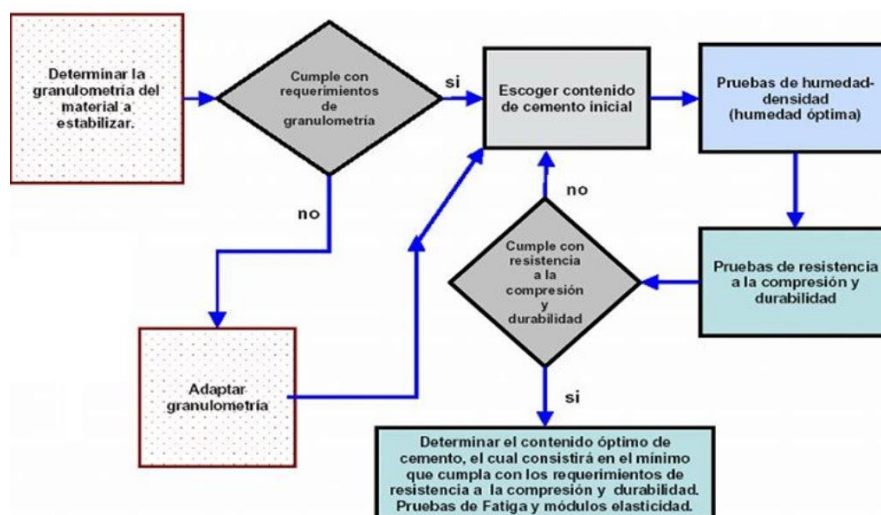 Determinar la
granulometría del
material a
estabilizar.
Cumple con
requerimientos
de
granulometría
si
Escoger contenido
de cemento inicial
Pruebas de humedad-
densidad
(humedad óptima)
no
no
Cumple con
resistencia
a la
compresión
y
durabilidad
Pruebas de resistencia
a la compresión y
durabilidad
Adaptar
granulometría
si
Determinar el contenido óptimo de
cemento, el cual consistirá en el mínimo
que cumpla con los requerimientos de
resistencia a la compresión y durabilidad.
Pruebas de Fatiga y módulos elasticidad.